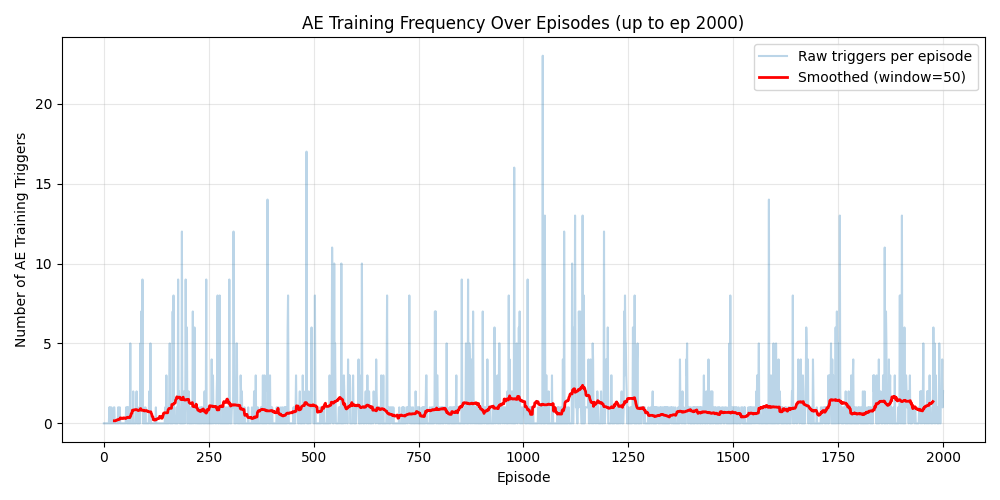 AE Training Frequency Over Episodes (up to ep 2000)
Raw triggers per episode
Smoothed (window=50)
Number of AE Training Triggers
20
15
10
5
0
0 250 500 750 1000 1250 1500 1750 2000
Episode